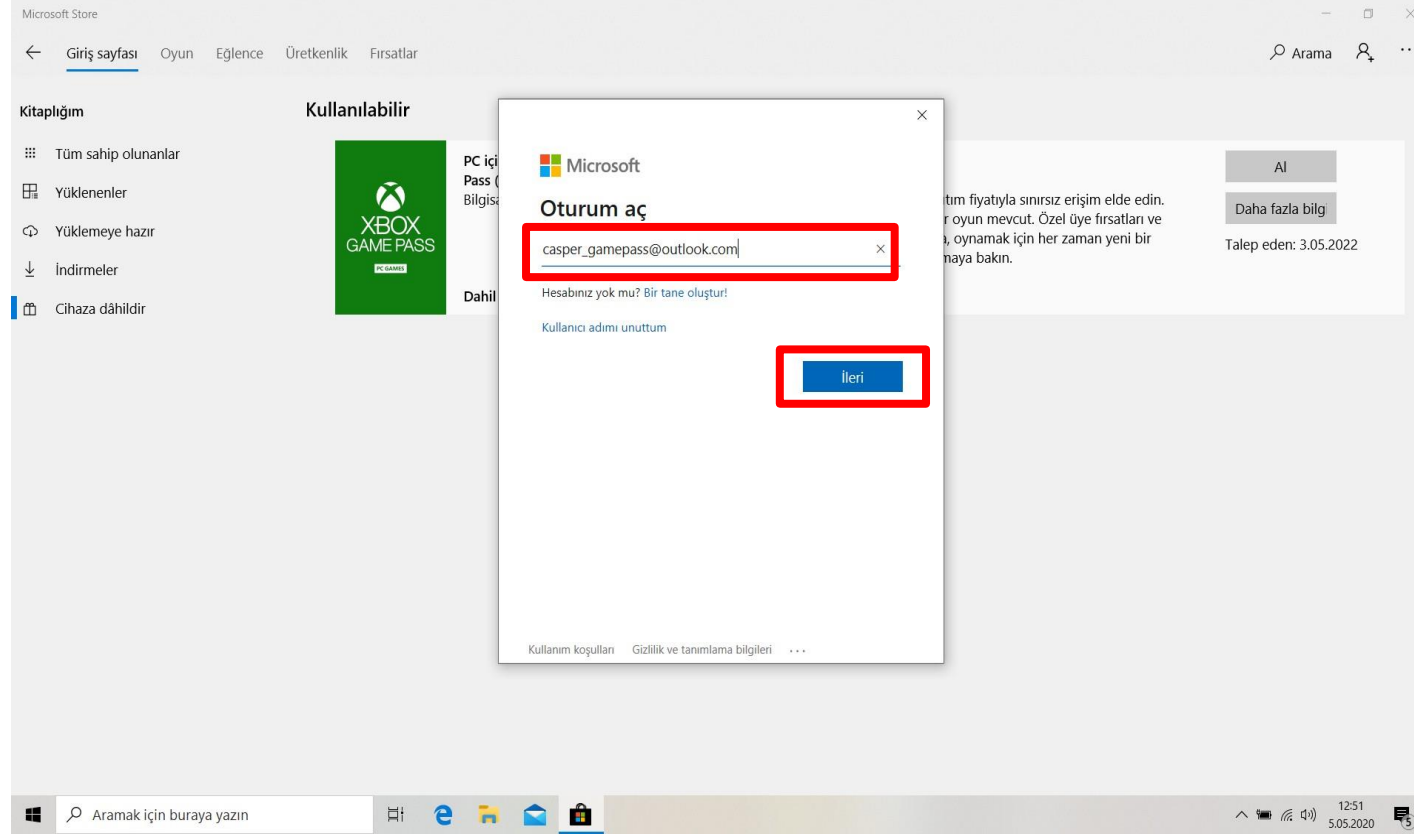 Microsoft Store
Giriş sayfası Oyun Eğlence Üretkenlik Fırsatlar
Arama
Kitaplığım
Tüm sahip olunanlar
Yüklenenler
Yüklemeye hazır
İndirmeler
Cihaza dâhildir
Kullanılabilir
XBOX
GAME PASS
PC GAMES
PC içi
Pass (
Bilgisa
Dahil
Microsoft
Oturum aç
casper_gamepass@outlook.com
Hesabınız yok mu? Bir tane oluştur!
Kullanıcı adımı unuttum
İleri
Kullanım koşulları Gizlilik ve tanımlama bilgileri ...
tım fiyatıyla sınırsız erişim elde edin.
r oyun mevcut. Özel üye fırsatları ve
, oynamak için her zaman yeni bir
maya bakın.
Al
Daha fazla bilg
Talep eden: 3.05.2022
Aramak için buraya yazın
12:51
5.05.2020
5